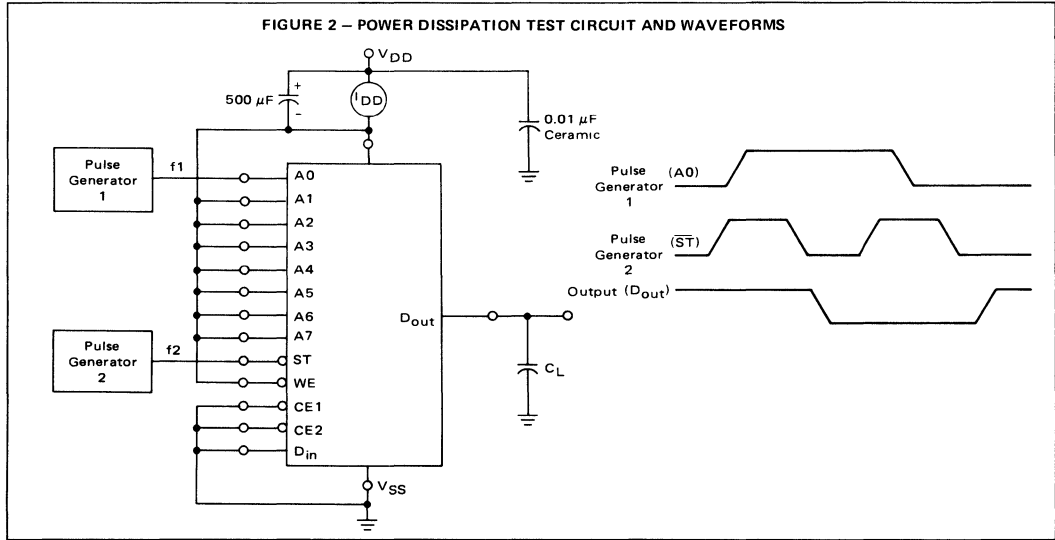 FIGURE 2 – POWER DISSIPATION TEST CIRCUIT AND WAVEFORMS
VDD
500 μF
+
-
IDD
0.01 μF
Ceramic
Pulse
Generator
1
f1
A0
A1
A2
A3
A4
A5
A6
A7
ST
WE
CE1
CE2
Din
Dout
VSS
CL
Pulse
Generator
2
f2
Pulse (A0)
Generator
1
Pulse (ST)
Generator
2
Output (Dout)